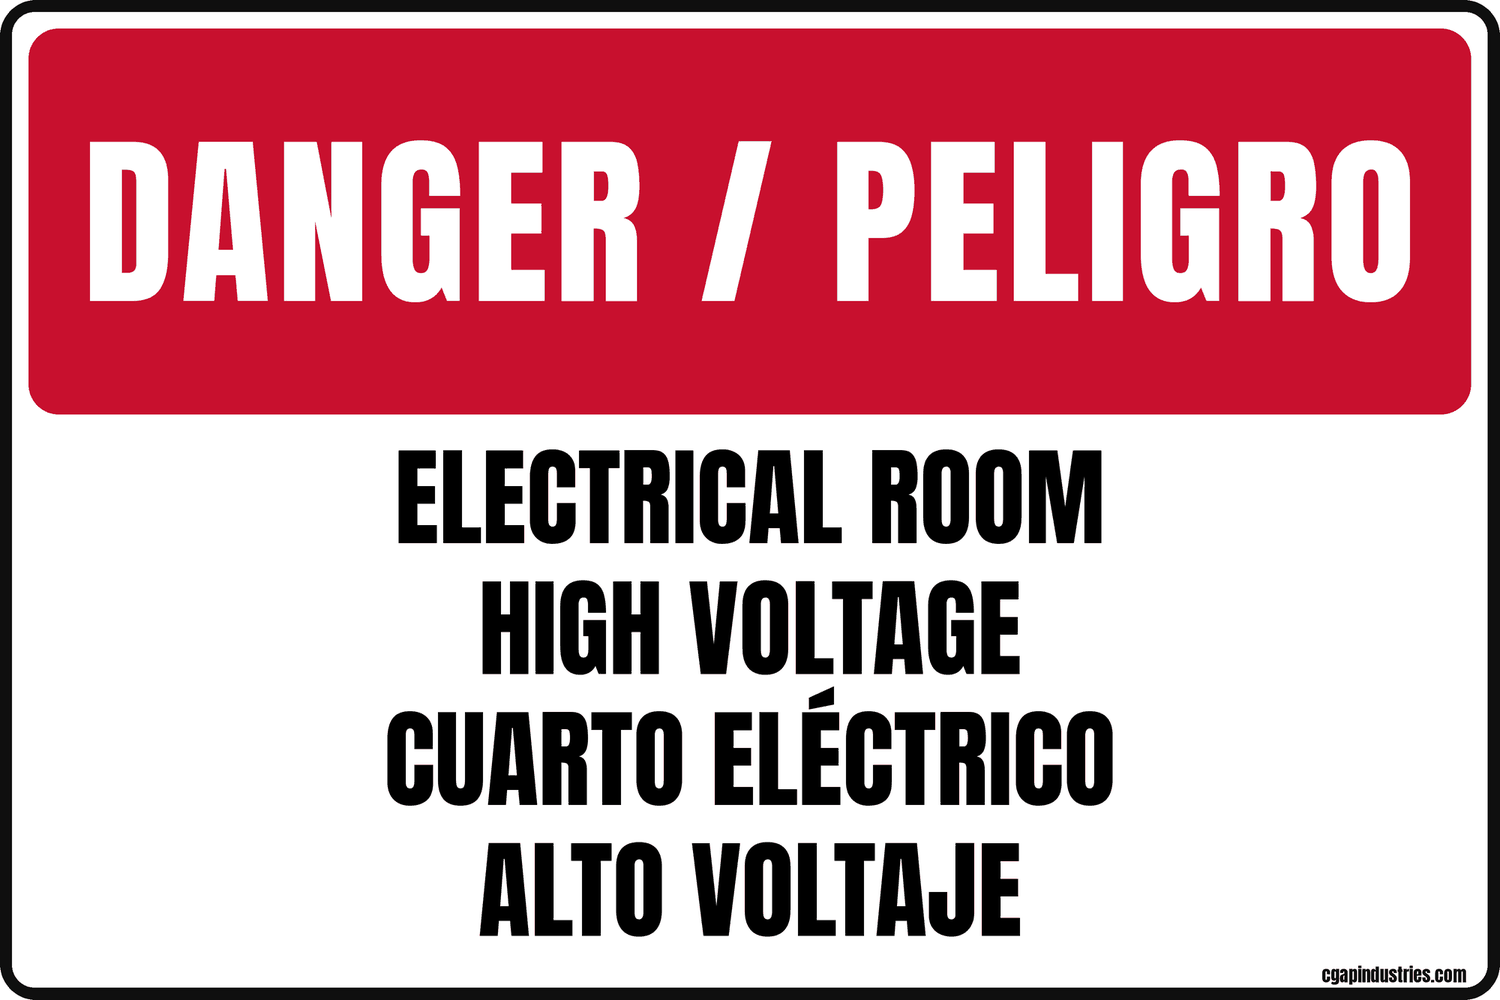 DANGER / PELIGRO
ELECTRICAL ROOM
HIGH VOLTAGE
CUARTO ELÉCTRICO
ALTO VOLTAJE
cgapindustries.com